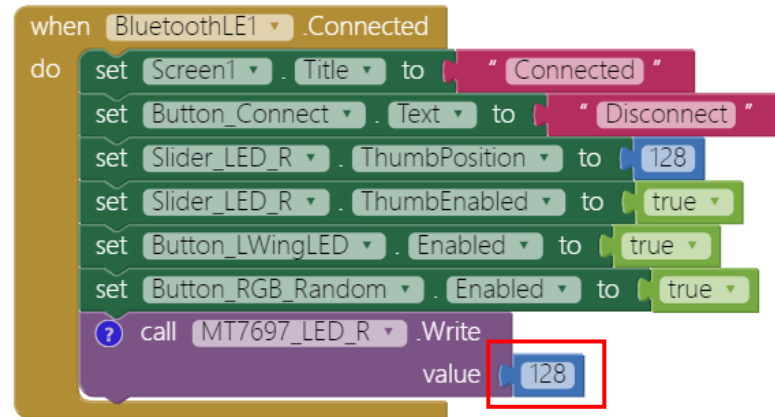 when BluetoothLE1 .Connected
do set Screen1 . Title to " Connected "
set Button_Connect . Text to " Disconnect "
set Slider_LED_R . ThumbPosition to 128
set Slider_LED_R . ThumbEnabled to true
set Button_LWingLED . Enabled to true
set Button_RGB_Random . Enabled to true
? call MT7697_LED_R .Write
value 128